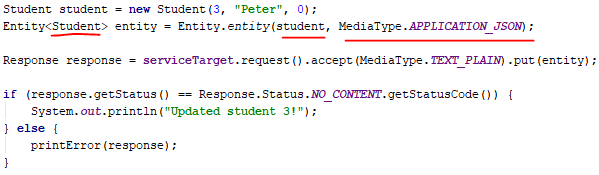 Student student = new Student(3, "Peter", 0);
Entity<Student> entity = Entity.entity(student, MediaType.APPLICATION_JSON);
Response response = serviceTarget.request().accept(MediaType.TEXT_PLAIN).put(entity);
if (response.getStatus() == Response.Status.NO_CONTENT.getStatusCode()) {
    System.out.println("Updated student 3!");
} else {
    printError(response);
}